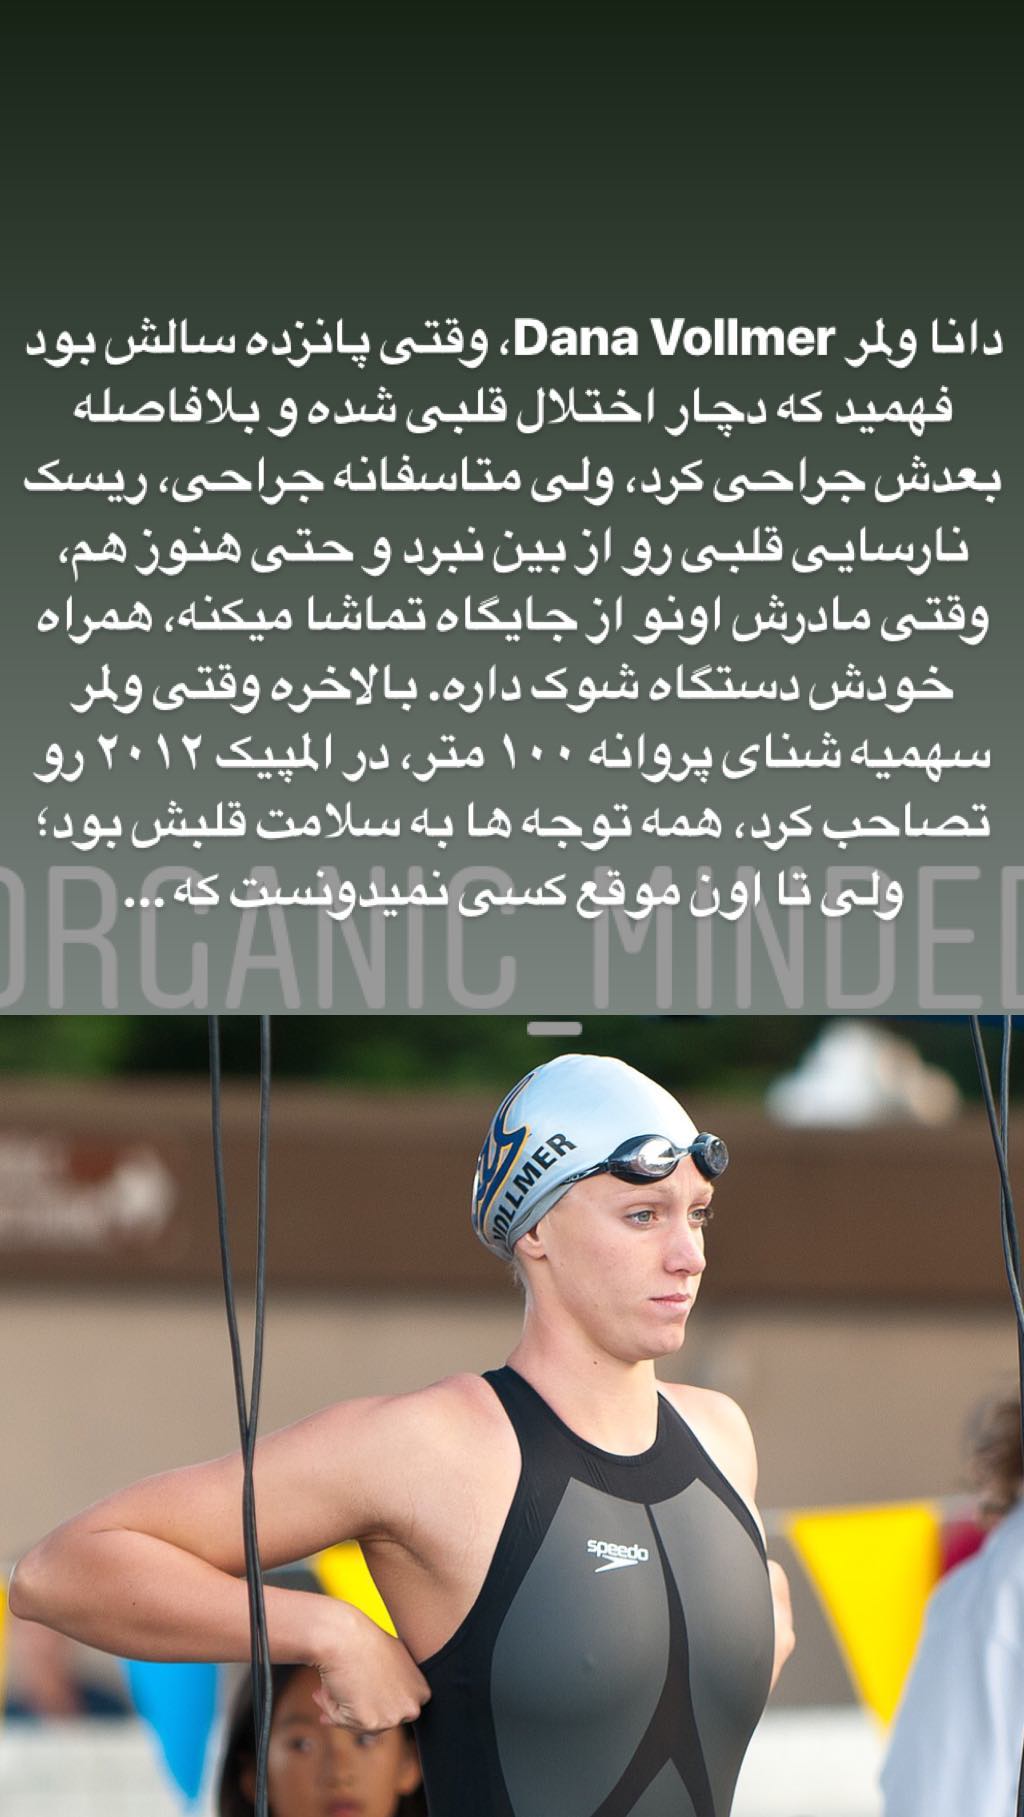 دانا ولمر Dana Vollmer، وقتی پانزده سالش بود
فهمید که دچار اختلال قلبی شده و بلافاصله
بعدش جراحی کرد، ولی متاسفانه جراحی، ریسک
نارسایی قلبی رو از بین نبرد و حتی هنوز هم،
وقتی مادرش اونو از جایگاه تماشا میکنه، همراه
خودش دستگاه شوک داره. بالاخره وقتی ولمر
سهمیه شنای پروانه ۱۰۰ متر، در المپیک ۲۰۱۲ رو
تصاحب کرد، همه توجه ها به سلامت قلبش بود؛
ولی تا اون موقع کسی نمیدونست که ...
ORGANIC MINDED
VOLLMER
speedo